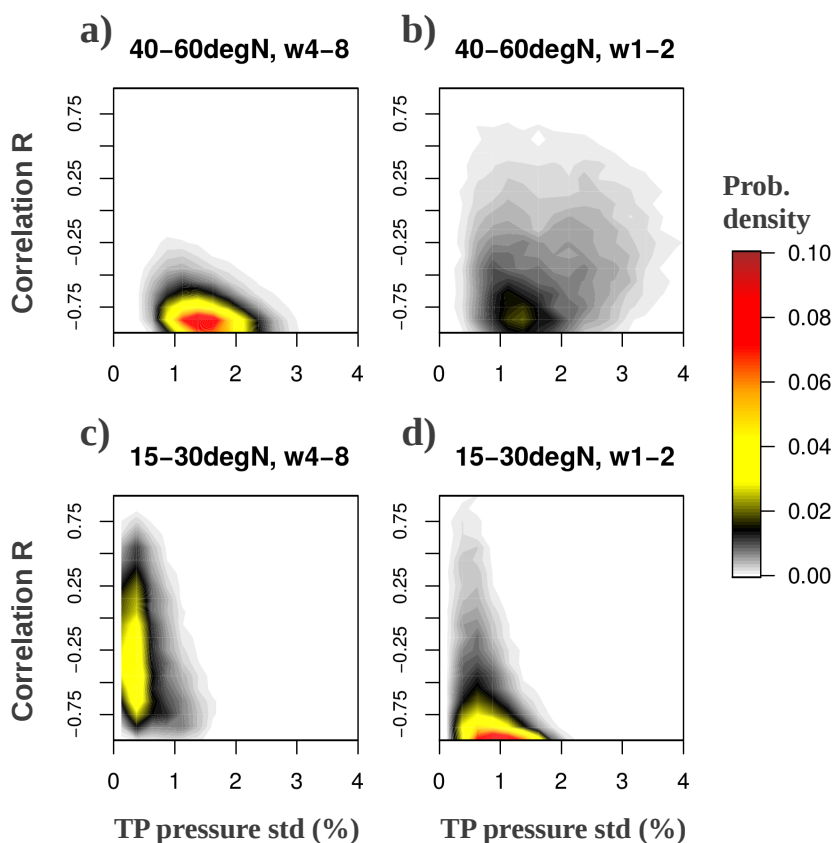 a) 40−60degN, w4−8
b) 40−60degN, w1−2
Correlation R
0.75
0.25
−0.25
−0.75
0 1 2 3 4
0.75
0.25
−0.25
−0.75
0 1 2 3 4
Prob.
density
0.10
0.08
0.06
0.04
0.02
0.00
c) 15−30degN, w4−8
d) 15−30degN, w1−2
Correlation R
0.75
0.25
−0.25
−0.75
0 1 2 3 4
TP pressure std (%)
0.75
0.25
−0.25
−0.75
0 1 2 3 4
TP pressure std (%)